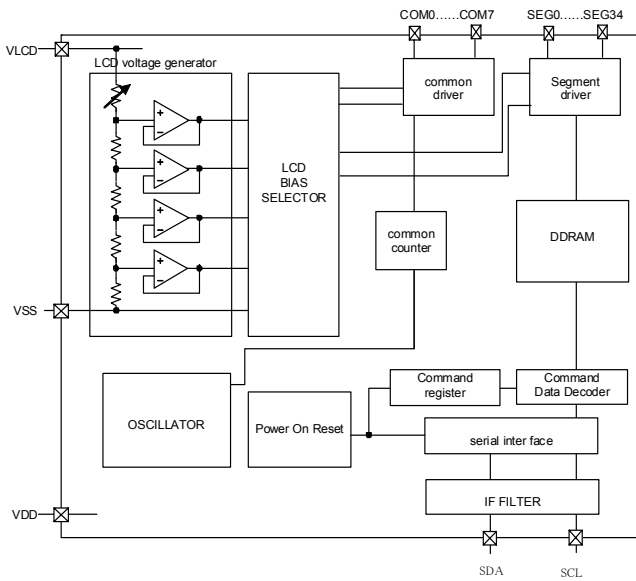 COM0......COM7
SEG0......SEG34
VLCD
LCD voltage generator
common
driver
Segment
driver
+
−
+
−
+
−
+
−
LCD
BIAS
SELECTOR
common
counter
DDRAM
VSS
OSCILLATOR
Power On Reset
Command
register
Command
Data Decoder
serial inter face
IF FILTER
VDD
SDA
SCL